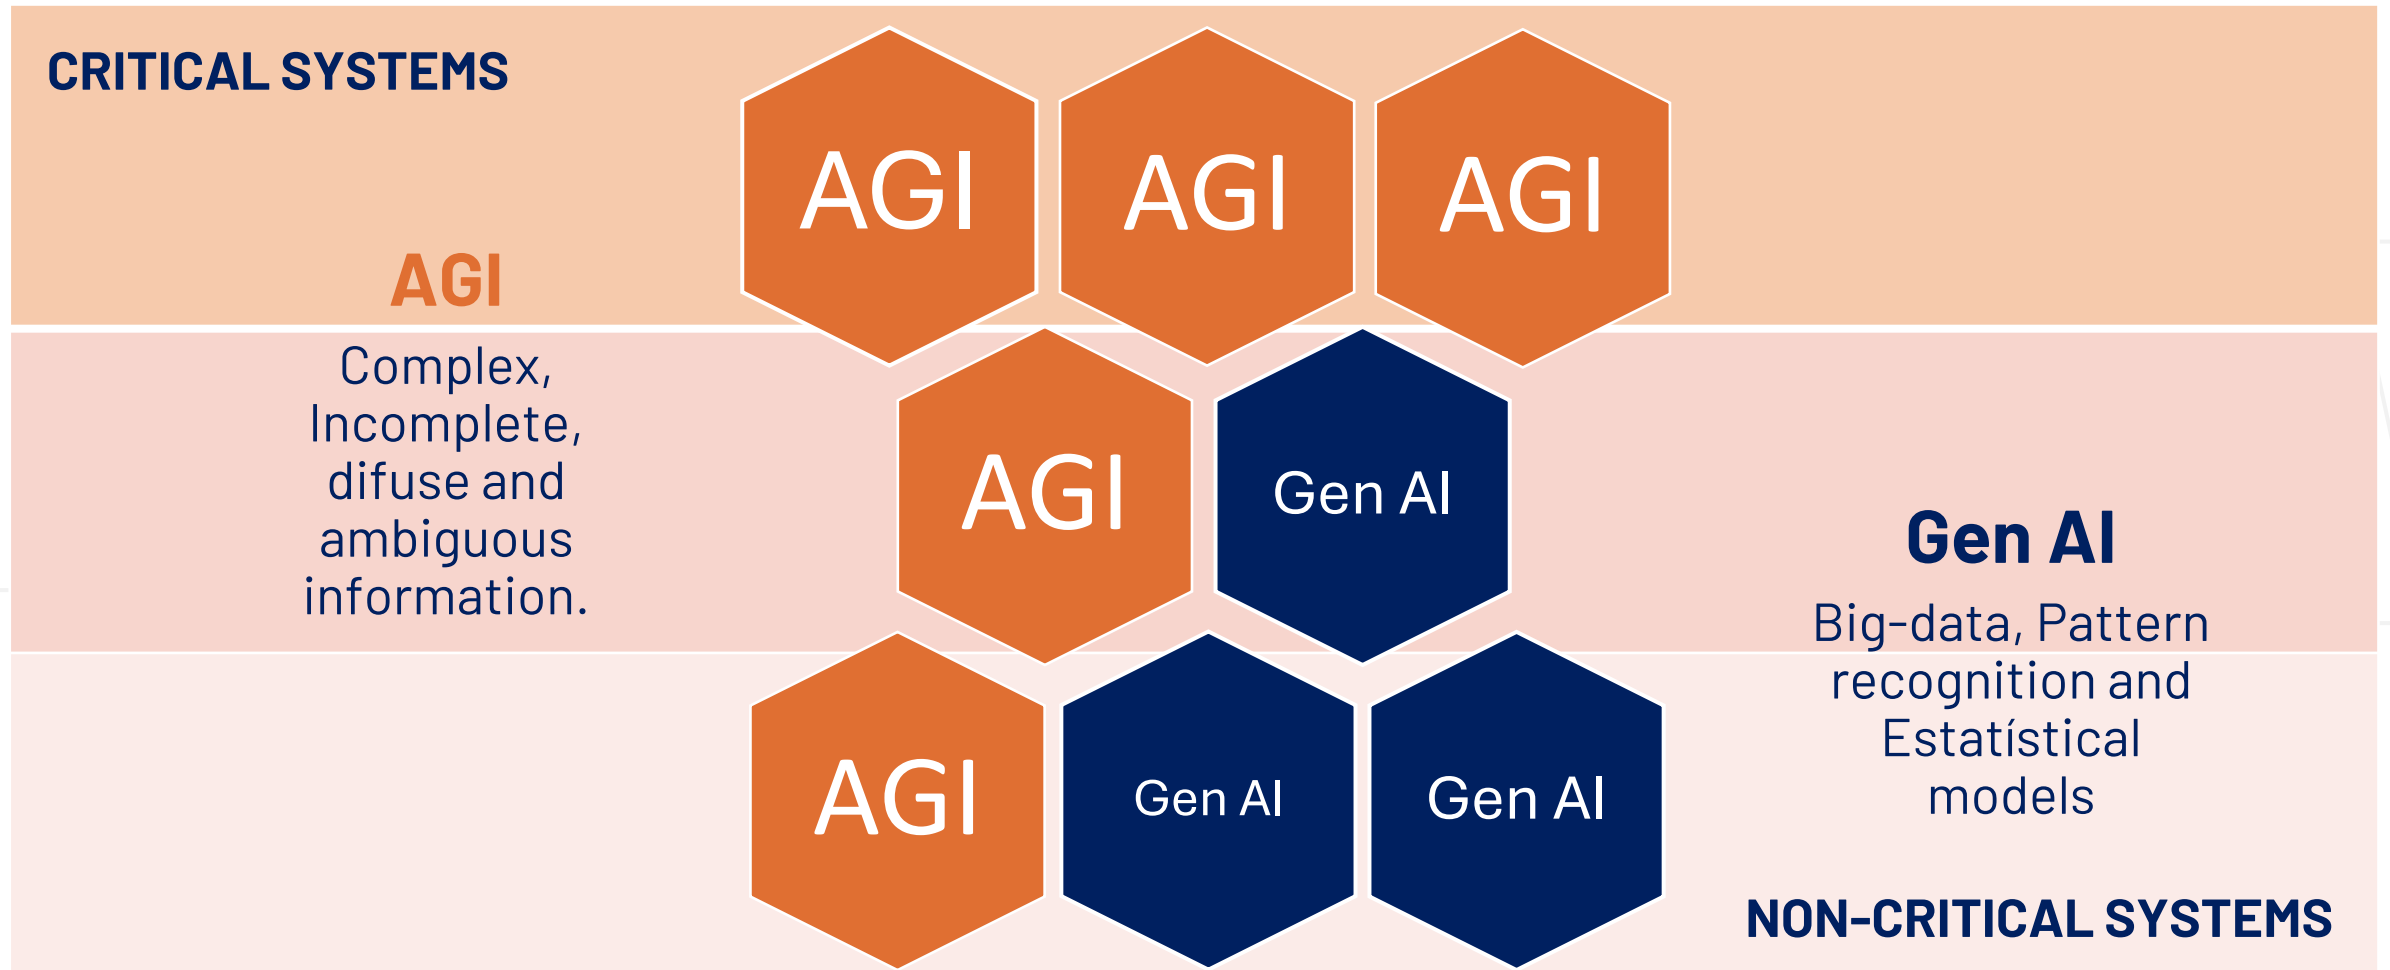 CRITICAL SYSTEMS
AGI
AGI
AGI
AGI
Complex,
Incomplete,
difuse and
ambiguous
information.
AGI
Gen AI
Gen AI
Big-data, Pattern
recognition and
Estatístical
models
AGI
Gen AI
Gen AI
NON-CRITICAL SYSTEMS